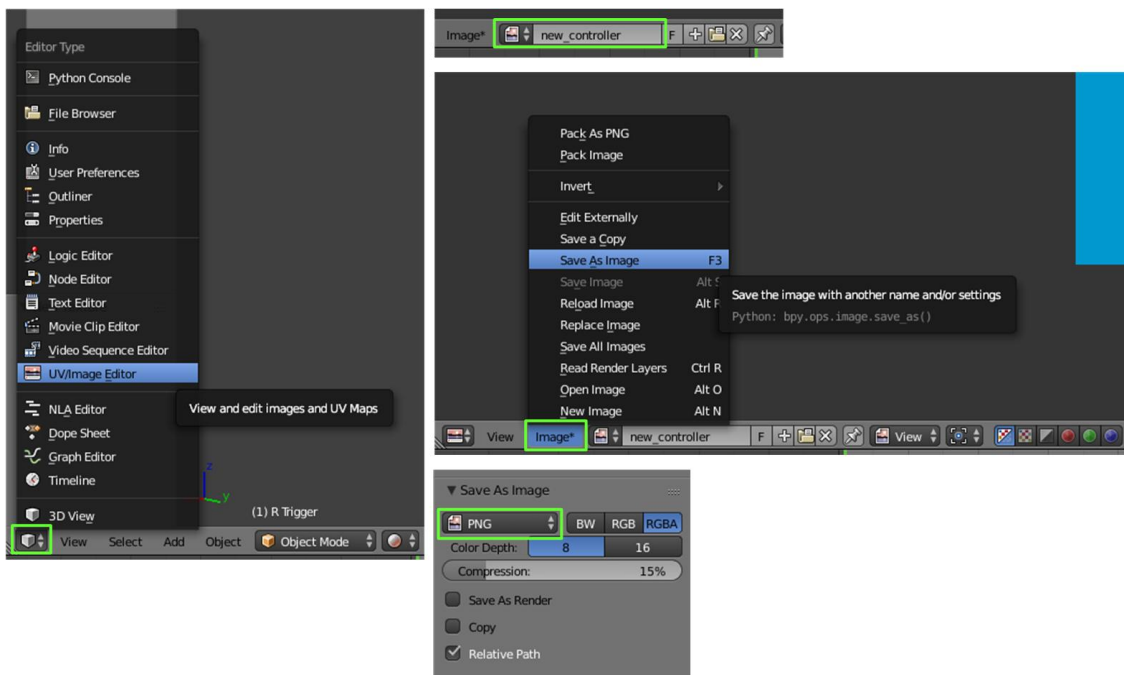 Editor Type
Python Console
File Browser
Info
User Preferences
Outliner
Properties
Logic Editor
Node Editor
Text Editor
Movie Clip Editor
Video Sequence Editor
UV/Image Editor
View and edit images and UV Maps
NLA Editor
Dope Sheet
Graph Editor
Timeline
3D View
z
y
(1) R Trigger
View Select Add Object Object Mode
Image* new_controller F
Pack As PNG
Pack Image
Invert
Edit Externally
Save a Copy
Save As Image F3
Save Image Alt S
Reload Image Alt R
Replace Image
Save All Images
Read Render Layers Ctrl R
Open Image Alt O
New Image Alt N
Save the image with another name and/or settings
Python: bpy.ops.image.save_as()
View Image* new_controller F View
Save As Image
PNG BW RGB RGBA
Color Depth: 8 16
Compression: 15%
Save As Render
Copy
Relative Path